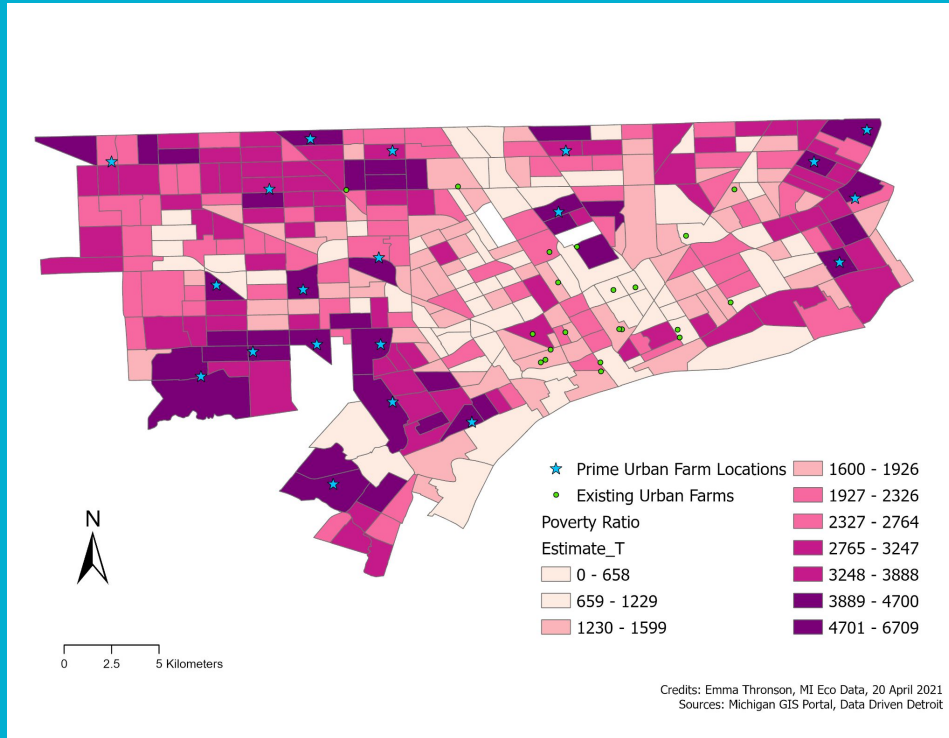 Prime Urban Farm Locations
Existing Urban Farms
Poverty Ratio
Estimate_T
0 - 658
659 - 1229
1230 - 1599
1600 - 1926
1927 - 2326
2327 - 2764
2765 - 3247
3248 - 3888
3889 - 4700
4701 - 6709
N
0 2.5 5 Kilometers
Credits: Emma Thronson, MI Eco Data, 20 April 2021
Sources: Michigan GIS Portal, Data Driven Detroit